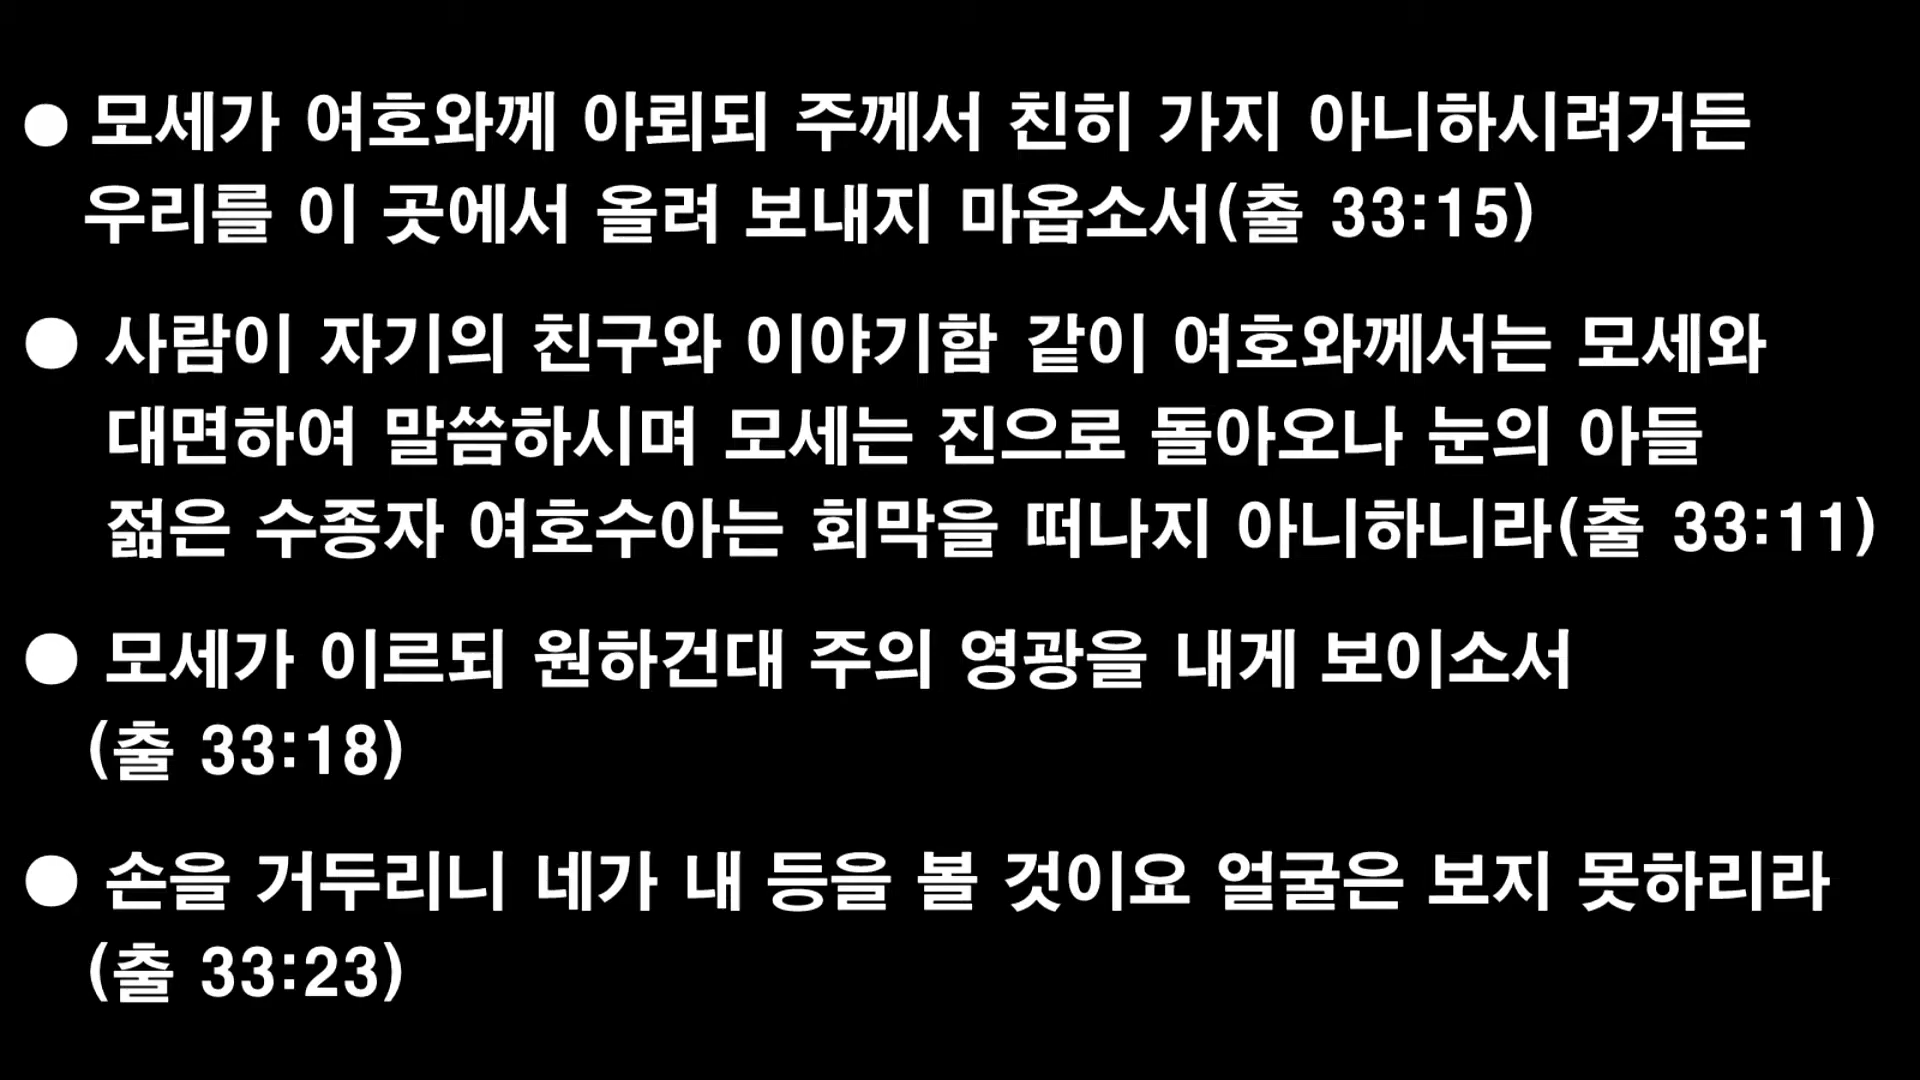 ● 모세가 여호와께 아뢰되 주께서 친히 가지 아니하시려거든
우리를 이 곳에서 올려 보내지 마옵소서(출 33:15)
● 사람이 자기의 친구와 이야기함 같이 여호와께서는 모세와
대면하여 말씀하시며 모세는 진으로 돌아오나 눈의 아들
젊은 수종자 여호수아는 회막을 떠나지 아니하니라(출 33:11)
● 모세가 이르되 원하건대 주의 영광을 내게 보이소서
(출 33:18)
● 손을 거두리니 네가 내 등을 볼 것이요 얼굴은 보지 못하리라
(출 33:23)